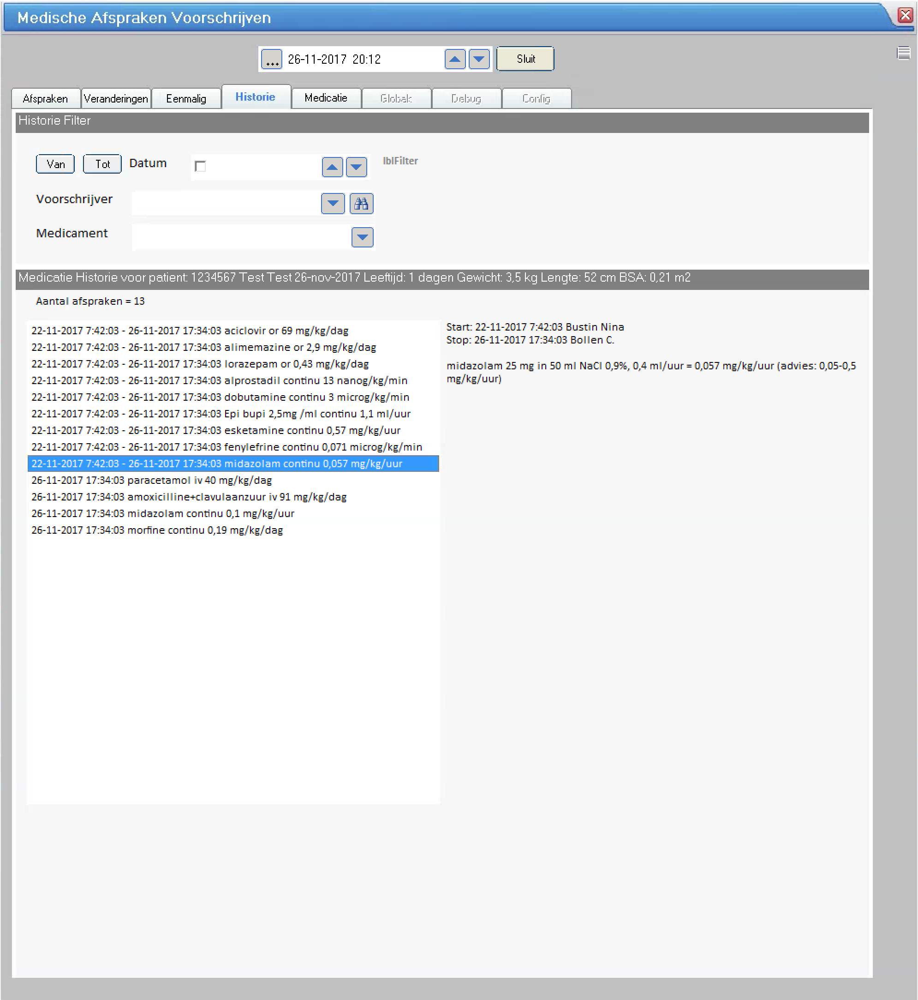 Medische Afspraken Voorschrijven
... 26-11-2017 20:12 Sluit
Afspraken Veranderingen Eenmalig Historie Medicatie Globals Debug Config
Historie Filter
Van Tot Datum lblFilter
Voorschrijver
Medicament
Medicatie Historie voor patient: 1234567 Test Test 26-nov-2017 Leeftijd: 1 dagen Gewicht: 3,5 kg Lengte: 52 cm BSA: 0,21 m2
Aantal afspraken = 13
22-11-2017 7:42:03 - 26-11-2017 17:34:03 aciclovir or 69 mg/kg/dag
22-11-2017 7:42:03 - 26-11-2017 17:34:03 alimemazine or 2,9 mg/kg/dag
22-11-2017 7:42:03 - 26-11-2017 17:34:03 lorazepam or 0,43 mg/kg/dag
22-11-2017 7:42:03 - 26-11-2017 17:34:03 alprostadil continu 13 nanog/kg/min
22-11-2017 7:42:03 - 26-11-2017 17:34:03 dobutamine continu 3 microg/kg/min
22-11-2017 7:42:03 - 26-11-2017 17:34:03 Epi bupi 2,5mg /ml continu 1,1 ml/uur
22-11-2017 7:42:03 - 26-11-2017 17:34:03 esketamine continu 0,57 mg/kg/uur
22-11-2017 7:42:03 - 26-11-2017 17:34:03 fenylefrine continu 0,071 microg/kg/min
22-11-2017 7:42:03 - 26-11-2017 17:34:03 midazolam continu 0,057 mg/kg/uur
26-11-2017 17:34:03 paracetamol iv 40 mg/kg/dag
26-11-2017 17:34:03 amoxicilline+clavulaanzuur iv 91 mg/kg/dag
26-11-2017 17:34:03 midazolam continu 0,1 mg/kg/uur
26-11-2017 17:34:03 morfine continu 0,19 mg/kg/dag
Start: 22-11-2017 7:42:03 Bustin Nina
Stop: 26-11-2017 17:34:03 Bollen C.
midazolam 25 mg in 50 ml NaCl 0,9%, 0,4 ml/uur = 0,057 mg/kg/uur (advies: 0,05-0,5
mg/kg/uur)